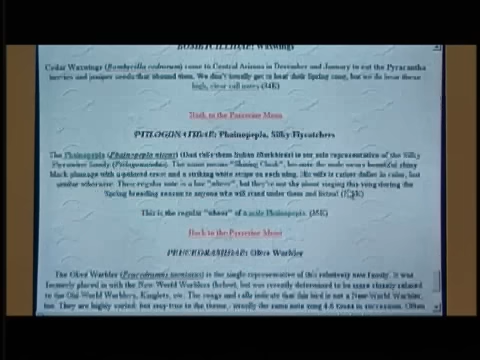 BOMBYCILLIDAE: Waxwings
Cedar Waxwings (Bombycilla cedrorum) come to Central Arizona in December and January to eat the Pyracantha
berries and juniper seeds that abound then. We don't usually get to hear their Spring song, but we do hear these
high, clear call notes (34K)
Back to the Passerine Menu
PTILOGONATIDAE: Phainopepla, Silky Flycatchers
The Phainopepla (Phainopepla nitens) is our sole representative of the Silky
Flycatcher family (Ptilogonatidae). The name means "Shining Cloak", because the male wears beautiful shiny
black plumage with a pointed crest and a striking white stripe on each wing. His wife is rather duller in color, but
similar otherwise. Their regular note is a low "wheer", but they're not shy about singing this song during the
Spring breeding season to anyone who will stand under them and listen!
This is the regular "wheer" of a male Phainopepla. (35K)
Back to the Passerine Menu
PEUCEDRAMIDAE: Olive Warbler
The Olive Warbler (Peucedramus taeniatus) is the single representative of this relatively new family. It was
formerly placed in with the New World Warblers (below), but was recently determined to be more closely related
to the Old World Warblers, Kinglets, etc. The songs and calls indicate that this bird is not a New World Warbler,
but. They are highly varied: but stay true to the theme, usually the same note sung 4-6 times in succession. Often